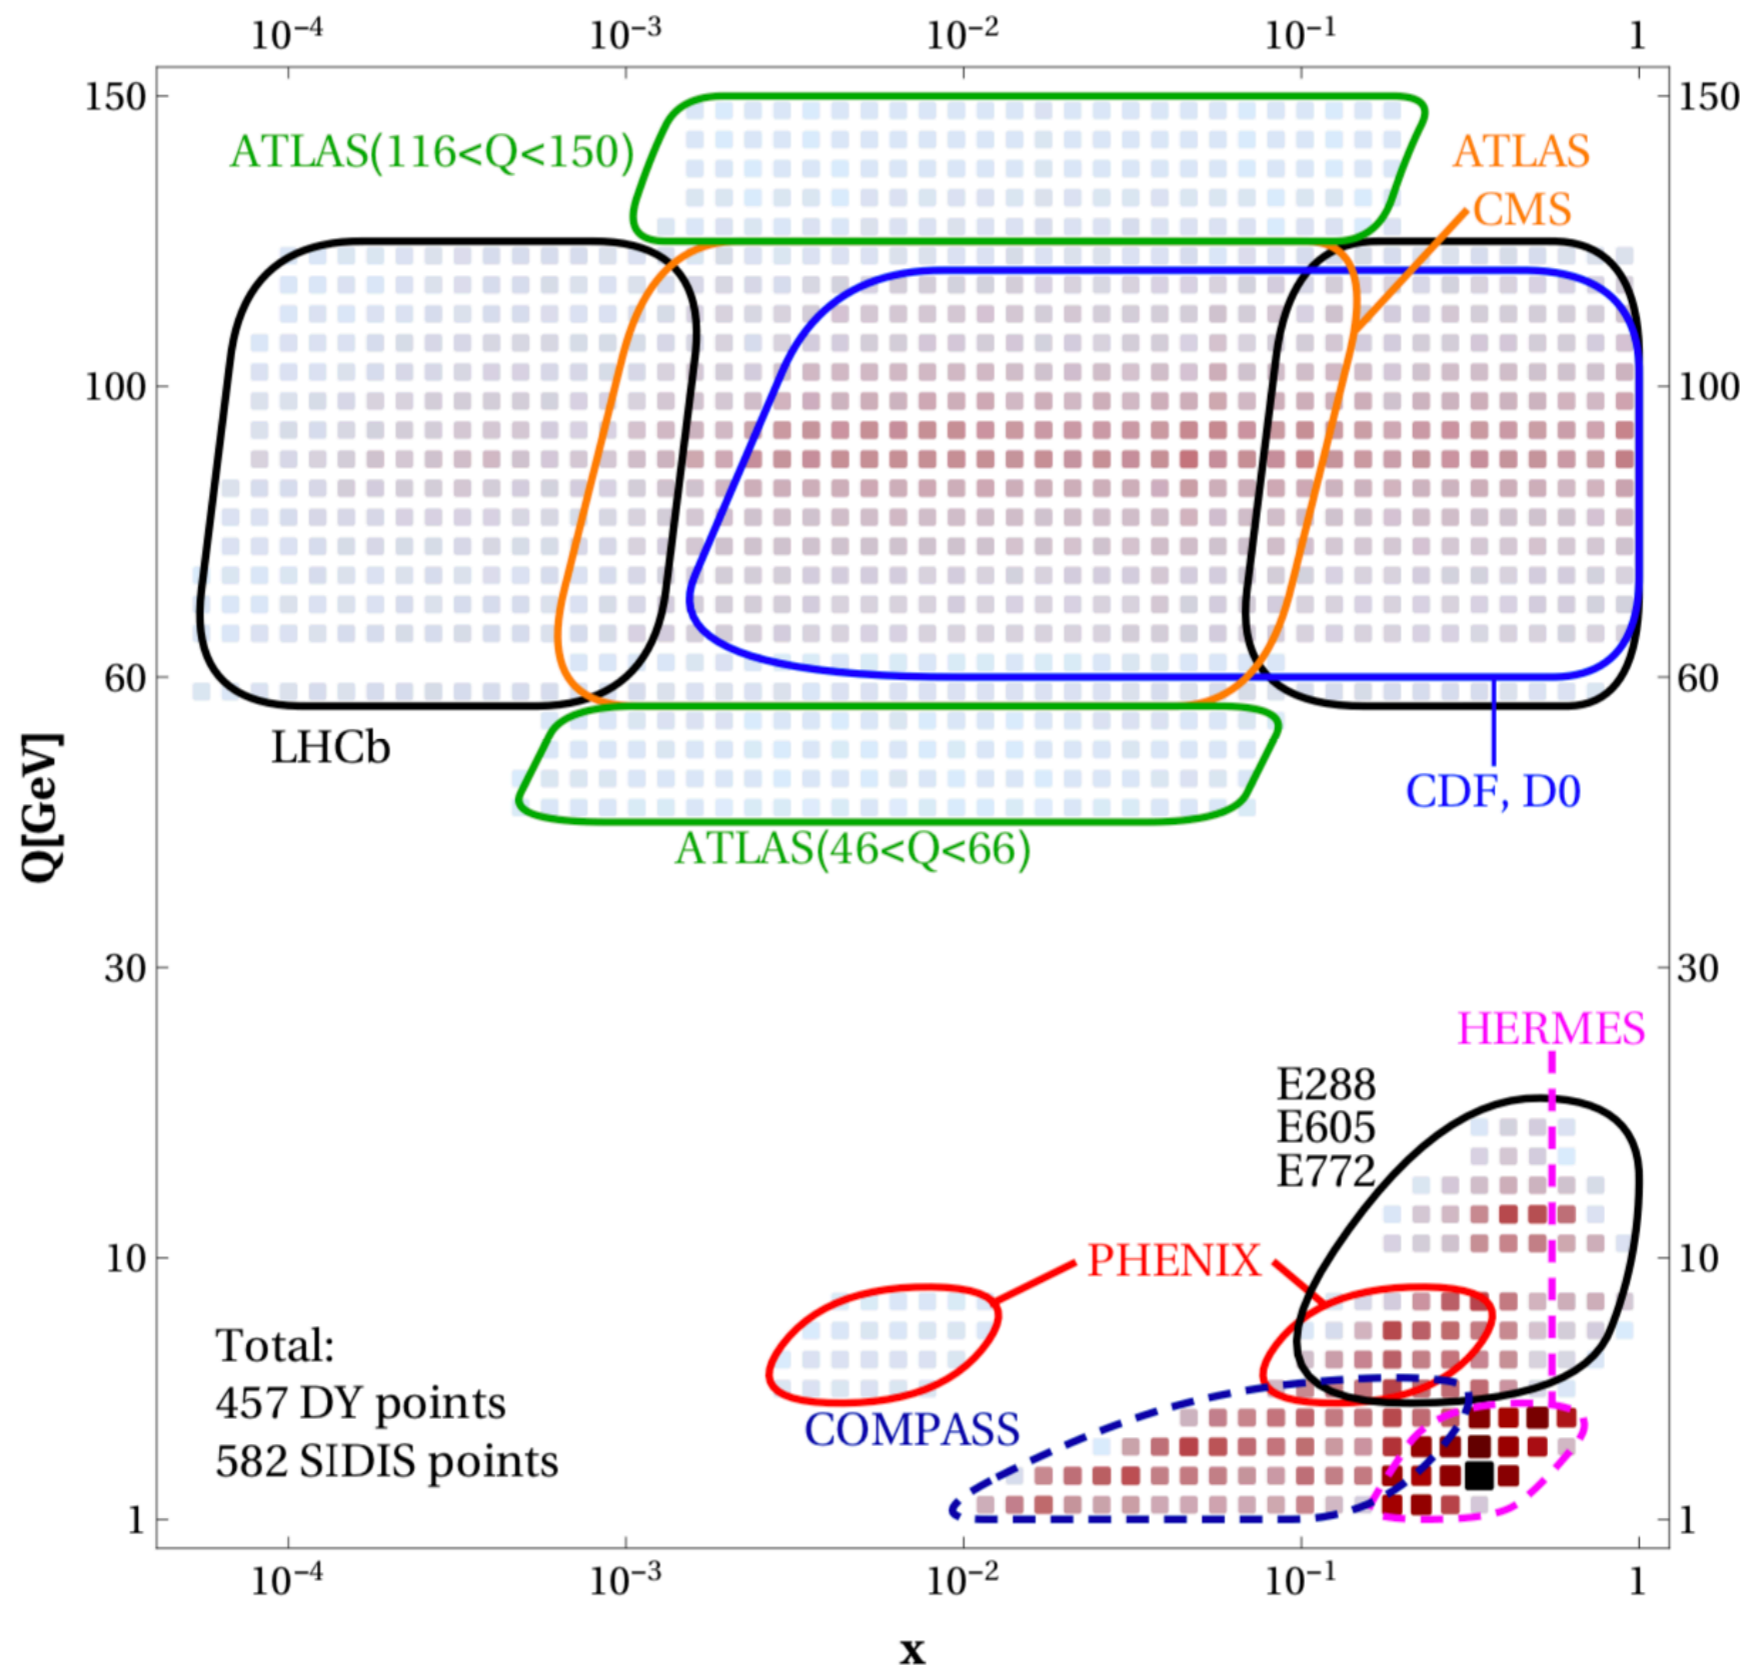 10⁻⁴ 10⁻³ 10⁻² 10⁻¹ 1
150 150
ATLAS(116<Q<150) ATLAS
CMS
100 100
60 60
LHCb
CDF, D0
ATLAS(46<Q<66)
Q[GeV]
30 30
HERMES
E288
E605
E772
10 10
PHENIX
Total:
457 DY points
582 SIDIS points
COMPASS
1 1
10⁻⁴ 10⁻³ 10⁻² 10⁻¹ 1
x